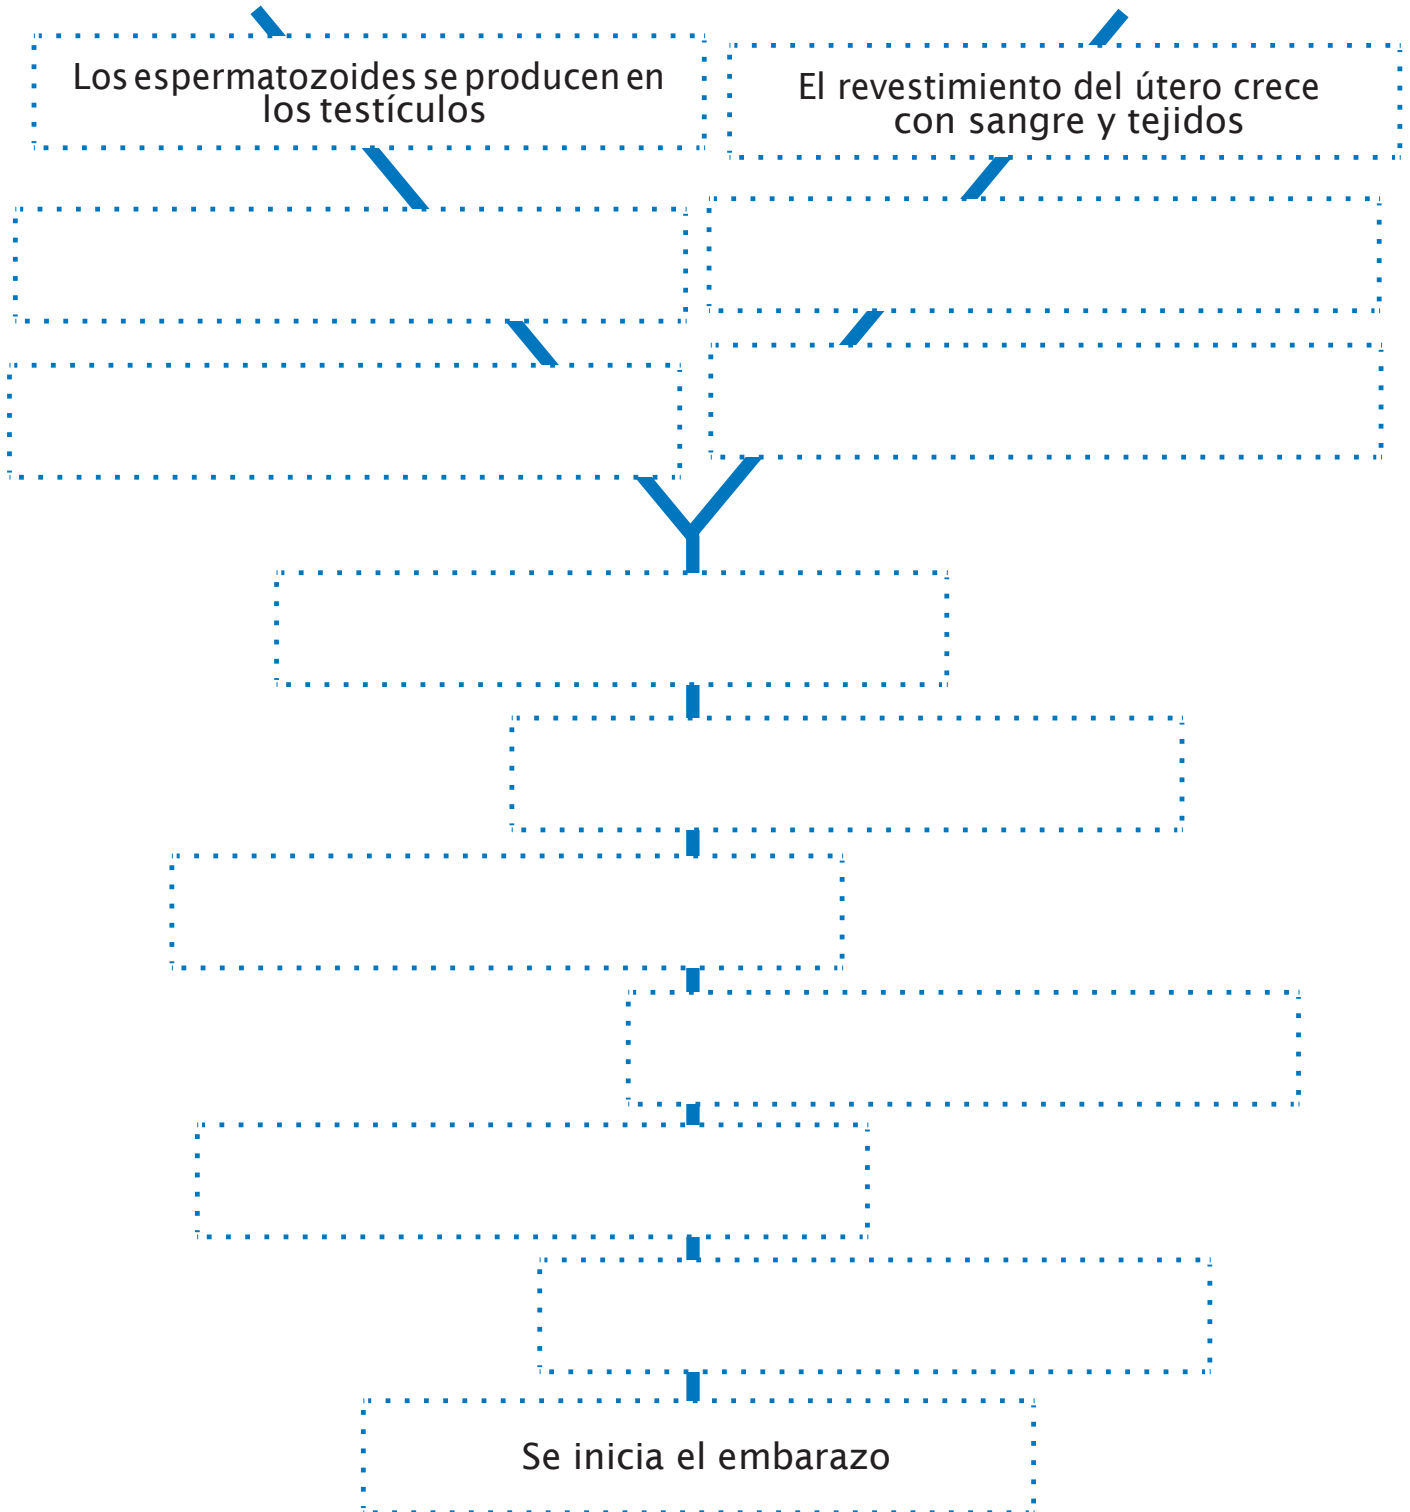 Los espermatozoides se producen en
los testículos
El revestimiento del útero crece
con sangre y tejidos
Se inicia el embarazo